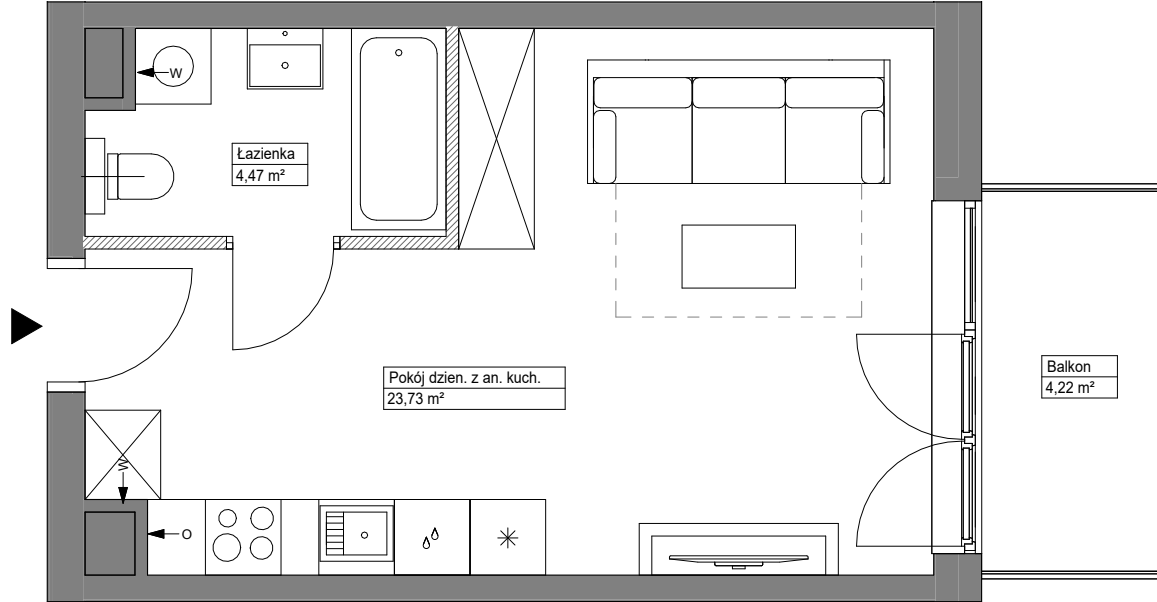 W
Łazienka
4,47 m²
Pokój dzien. z an. kuch.
23,73 m²
Balkon
4,22 m²
W
O